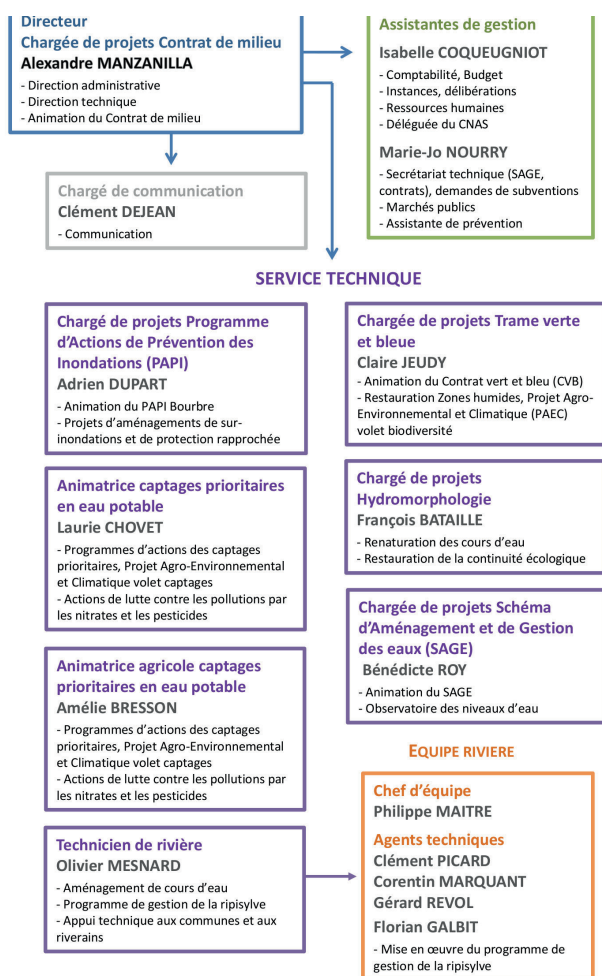 Directeur
Chargée de projets Contrat de milieu
Alexandre MANZANILLA
- Direction administrative
- Direction technique
- Animation du Contrat de milieu
Assistantes de gestion
Isabelle COQUEUGNIOT
- Comptabilité, Budget
- Instances, délibérations
- Ressources humaines
- Déléguée du CNAS
Marie-Jo NOURRY
- Secrétariat technique (SAGE,
contrats), demandes de subventions
- Marchés publics
- Assistante de prévention
Chargé de communication
Clément DEJEAN
- Communication
SERVICE TECHNIQUE
Chargé de projets Programme
d'Actions de Prévention des
Inondations (PAPI)
Adrien DUPART
- Animation du PAPI Bourbre
- Projets d'aménagements de sur-
inondations et de protection rapprochée
Animatrice captages prioritaires
en eau potable
Laurie CHOVET
- Programmes d'actions des captages
prioritaires, Projet Agro-Environnemental
et Climatique volet captages
- Actions de lutte contre les pollutions par
les nitrates et les pesticides
Animatrice agricole captages
prioritaires en eau potable
Amélie BRESSON
- Programmes d'actions des captages
prioritaires, Projet Agro-Environnemental
et Climatique volet captages
- Actions de lutte contre les pollutions par
les nitrates et les pesticides
Technicien de rivière
Olivier MESNARD
- Aménagement de cours d'eau
- Programme de gestion de la ripisylve
- Appui technique aux communes et aux
riverains
Chargée de projets Trame verte
et bleue
Claire JEUDY
- Animation du Contrat vert et bleu (CVB)
- Restauration Zones humides, Projet Agro-
Environnemental et Climatique (PAEC)
volet biodiversité
Chargé de projets
Hydromorphologie
François BATAILLE
- Renaturation des cours d'eau
- Restauration de la continuité écologique
Chargée de projets Schéma
d'Aménagement et de Gestion
des eaux (SAGE)
Bénédicte ROY
- Animation du SAGE
- Observatoire des niveaux d'eau
EQUIPE RIVIERE
Chef d'équipe
Philippe MAITRE
Agents techniques
Clément PICARD
Corentin MARQUANT
Gérard REVOL
Florian GALBIT
- Mise en œuvre du programme de
gestion de la ripisylve